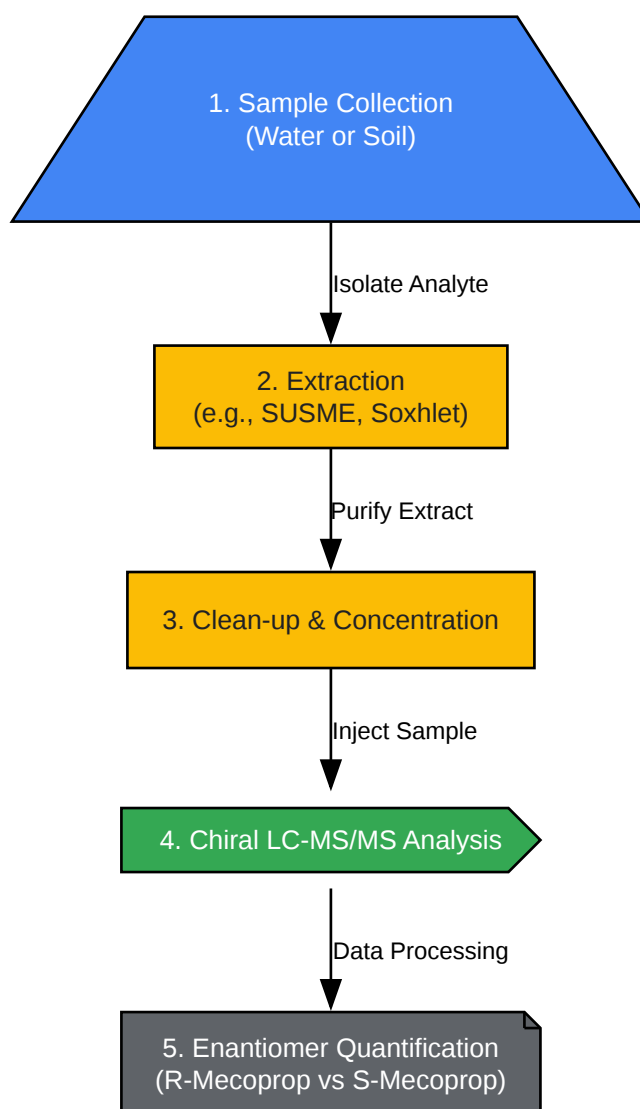 1. Sample Collection
(Water or Soil)
Isolate Analyte
2. Extraction
(e.g., SUSME, Soxhlet)
Purify Extract
3. Clean-up & Concentration
Inject Sample
4. Chiral LC-MS/MS Analysis
Data Processing
5. Enantiomer Quantification
(R-Mecoprop vs S-Mecoprop)